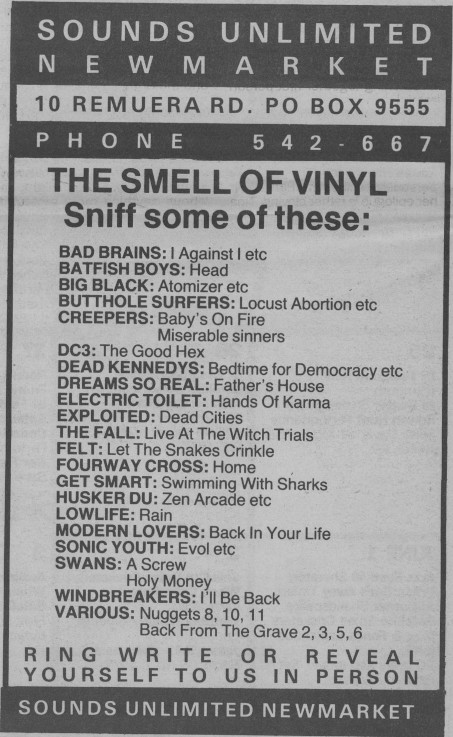 SOUNDS UNLIMITED
NEWMARKET
10 REMUERA RD. PO BOX 9555
PHONE 542-667
THE SMELL OF VINYL
Sniff some of these:
BAD BRAINS: I Against I etc
BATFISH BOYS: Head
BIG BLACK: Atomizer etc
BUTTHOLE SURFERS: Locust Abortion etc
CREEPERS: Baby's On Fire
Miserable sinners
DC3: The Good Hex
DEAD KENNEDYS: Bedtime for Democracy etc
DREAMS SO REAL: Father's House
ELECTRIC TOILET: Hands Of Karma
EXPLOITED: Dead Cities
THE FALL: Live At The Witch Trials
FELT: Let The Snakes Crinkle
FOURWAY CROSS: Home
GET SMART: Swimming With Sharks
HUSKER DU: Zen Arcade etc
LOWLIFE: Rain
MODERN LOVERS: Back In Your Life
SONIC YOUTH: Evol etc
SWANS: A Screw
Holy Money
WINDBREAKERS: I'll Be Back
VARIOUS: Nuggets 8, 10, 11
Back From The Grave 2, 3, 5, 6
RING WRITE OR REVEAL
YOURSELF TO US IN PERSON
SOUNDS UNLIMITED NEWMARKET